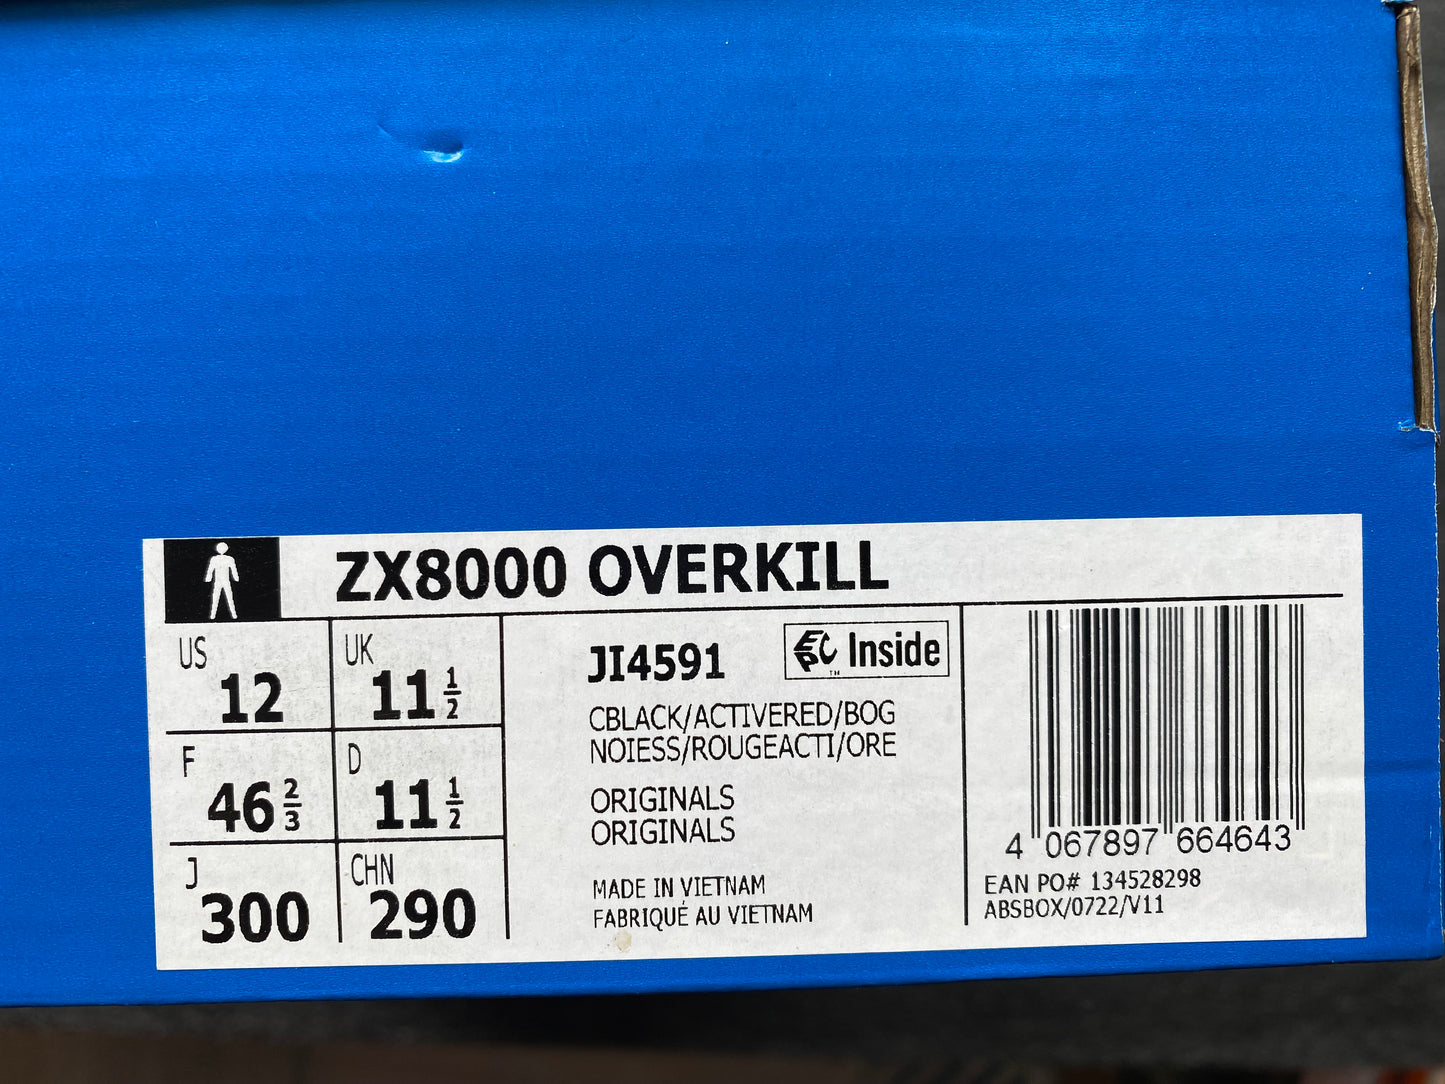 ZX8000 OVERKILL
US
12
UK
11 1/2
F
46 2/3
D
11 1/2
J
300
CHN
290
JI4591
EPC Inside
TM
CBLACK/ACTIVERED/BOG
NOIESS/ROUGEACTI/ORE
ORIGINALS
ORIGINALS
MADE IN VIETNAM
FABRIQUÉ AU VIETNAM
4 067897 664643
EAN PO# 134528298
ABSBOX/0722/V11